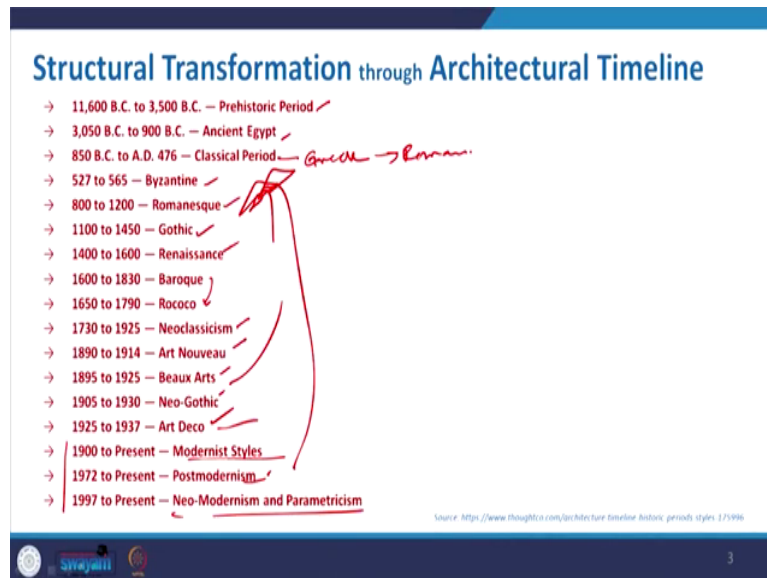 Structural Transformation through Architectural Timeline
→ 11,600 B.C. to 3,500 B.C. — Prehistoric Period
→ 3,050 B.C. to 900 B.C. — Ancient Egypt
→ 850 B.C. to A.D. 476 — Classical Period — Greek → Roman.
→ 527 to 565 — Byzantine
→ 800 to 1200 — Romanesque
→ 1100 to 1450 — Gothic
→ 1400 to 1600 — Renaissance
→ 1600 to 1830 — Baroque
→ 1650 to 1790 — Rococo
→ 1730 to 1925 — Neoclassicism
→ 1890 to 1914 — Art Nouveau
→ 1895 to 1925 — Beaux Arts
→ 1905 to 1930 — Neo-Gothic
→ 1925 to 1937 — Art Deco
→ 1900 to Present — Modernist Styles
→ 1972 to Present — Postmodernism
→ 1997 to Present — Neo-Modernism and Parametricism
Source: https://www.thoughtco.com/architecture timeline historic periods styles 175996
swayam
3